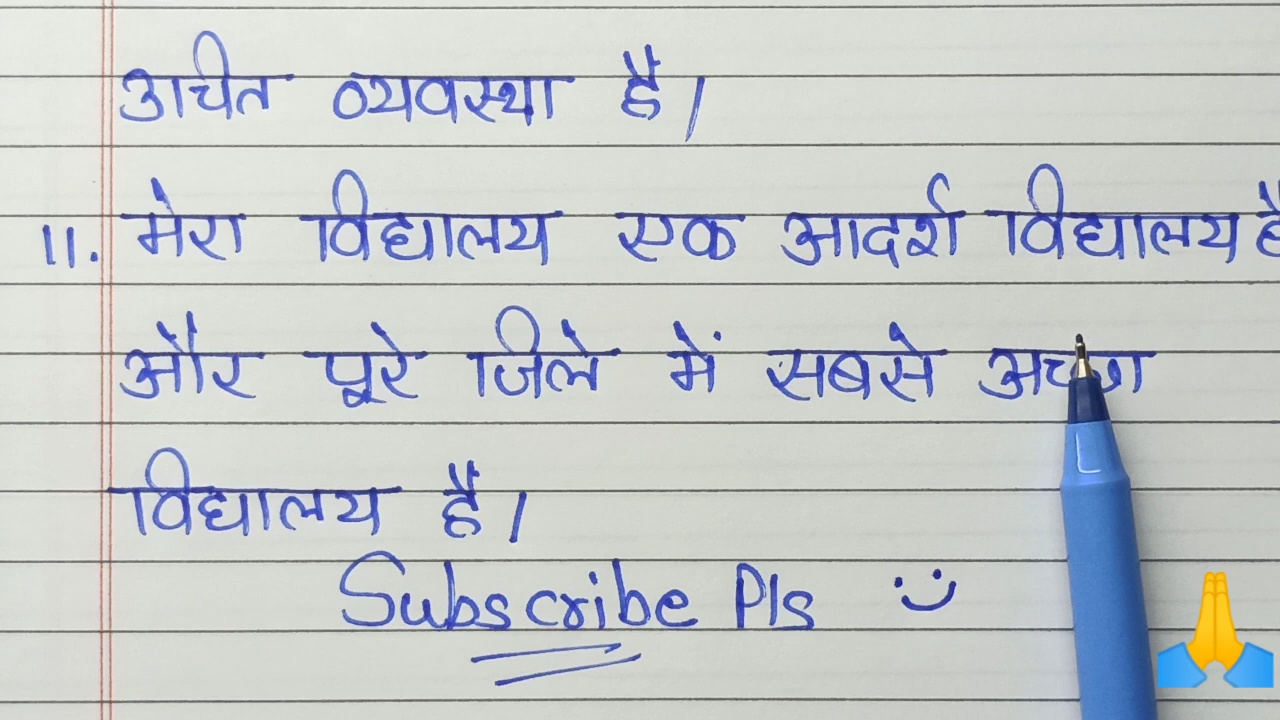 उचित व्यवस्था है।
11. मेरा विद्यालय एक आदर्श विद्यालय है
और पूरे जिले में सबसे अच्छा
विद्यालय है।
Subscribe Pls